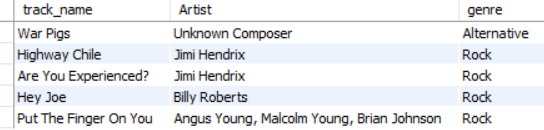 track_name Artist genre
War Pigs Unknown Composer Alternative
Highway Chile Jimi Hendrix Rock
Are You Experienced? Jimi Hendrix Rock
Hey Joe Billy Roberts Rock
Put The Finger On You Angus Young, Malcolm Young, Brian Johnson Rock